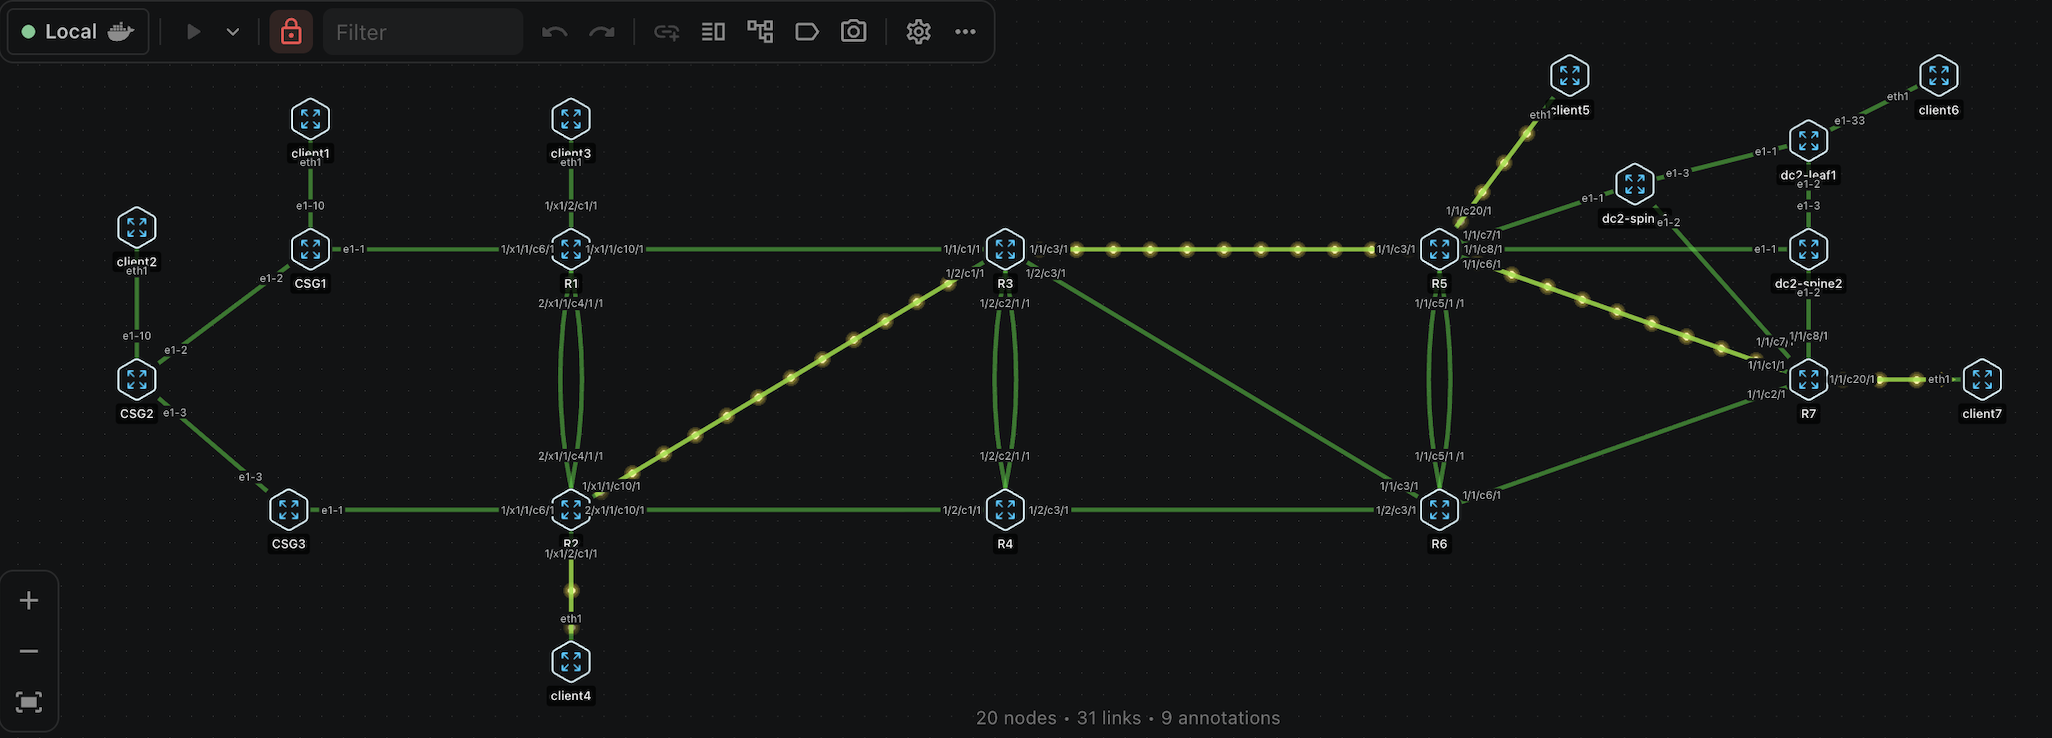 Local
Filter
client5
eth1
client6
eth1
e1-33
client1
eth1
client3
eth1
e1-1
dc2-leaf1
e1-2
e1-3
e1-10
1/x1/2/c1/1
e1-1
1/1/c20/1
e1-3
dc2-spin
e1-2
client2
eth1
1/1/c7/1
e1-1
1/x1/1/c6/1
1/x1/1/c10/1
1/1/c1/1
1/1/c3/1
1/1/c3/1
1/1/c8/1
e1-1
1/1/c6/1
e1-2
CSG1
R1
1/2/c1/1
R3
1/2/c3/1
R5
dc2-spine2
e1-2
2/x1/1/c4/1/1
1/2/c2/1/1
1/1/c5/1/1
e1-10
e1-2
1/1/c7/
1/1/c8/1
1/1/c1/1
1/1/c20/1
eth1
1/1/c2/1
CSG2
e1-3
R7
client7
2/x1/1/c4/1/1
1/2/c2/1/1
1/1/c5/1/1
e1-3
1/x1/1/c10/1
1/1/c3/1
1/1/c6/1
e1-1
1/x1/1/c6/1
2/x1/1/c10/1
1/2/c1/1
1/2/c3/1
1/2/c3/1
CSG3
R2
1/x1/2/c1/1
R4
R6
eth1
client4
20 nodes • 31 links • 9 annotations